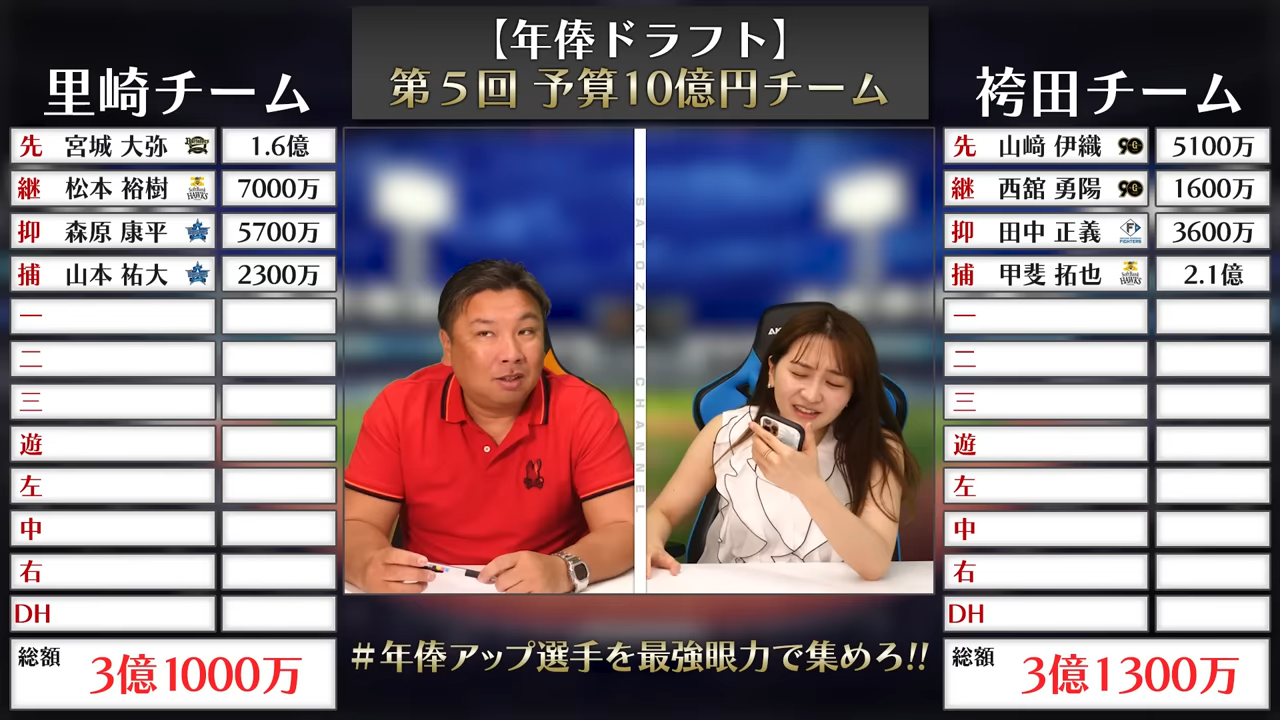 【年俸ドラフト】
第5回 予算10億円チーム
里崎チーム
先 宮城 大弥 1.6億
継 松本 裕樹 7000万
抑 森原 康平 5700万
捕 山本 祐大 2300万
一
二
三
遊
左
中
右
DH
総額 3億1000万
SATOZAKI CHANNEL
袴田チーム
先 山﨑 伊織 5100万
継 西舘 勇陽 1600万
抑 田中 正義 3600万
捕 甲斐 拓也 2.1億
一
二
三
遊
左
中
右
DH
総額 3億1300万
#年俸アップ選手を最強眼力で集めろ!!